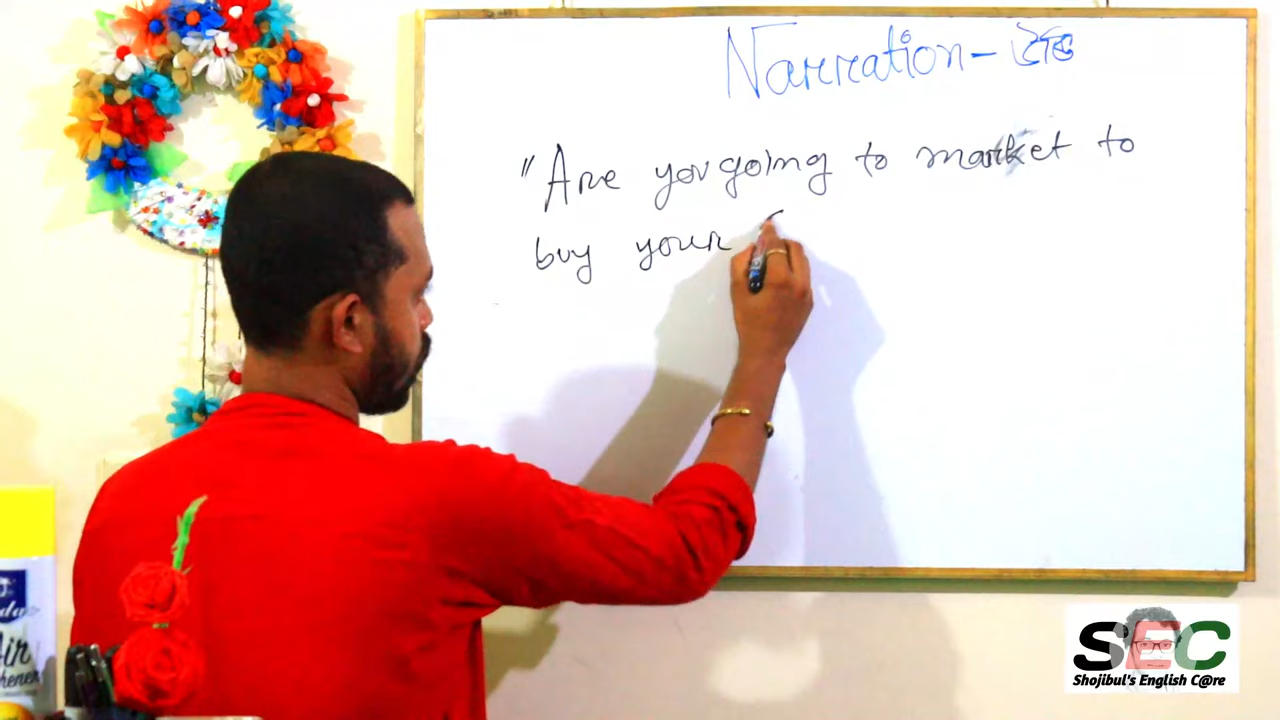 Narration -
"Are you going to market to
buy your
SEC
Shojibul's English C@re